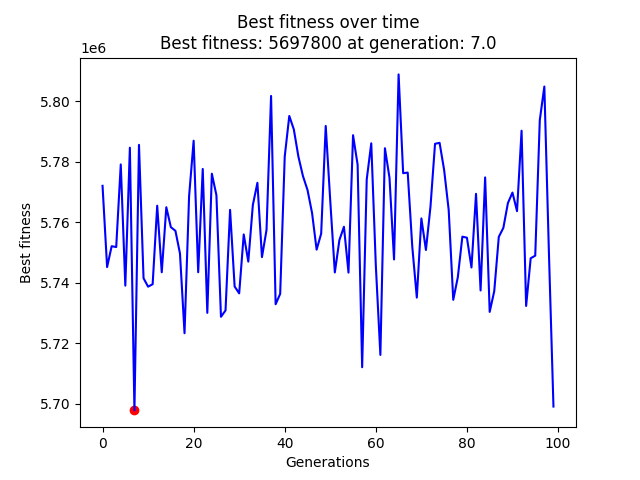 Best fitness over time
Best fitness: 5697800 at generation: 7.0
1e6
5.80
5.78
5.76
5.74
5.72
5.70
Best fitness
0 20 40 60 80 100
Generations